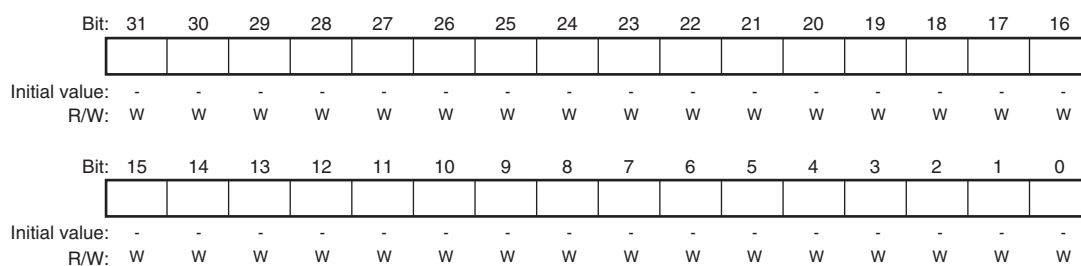 Bit: 31 30 29 28 27 26 25 24 23 22 21 20 19 18 17 16
Initial value: - - - - - - - - - - - - - - - -
R/W: W W W W W W W W W W W W W W W W
Bit: 15 14 13 12 11 10 9 8 7 6 5 4 3 2 1 0
Initial value: - - - - - - - - - - - - - - - -
R/W: W W W W W W W W W W W W W W W W